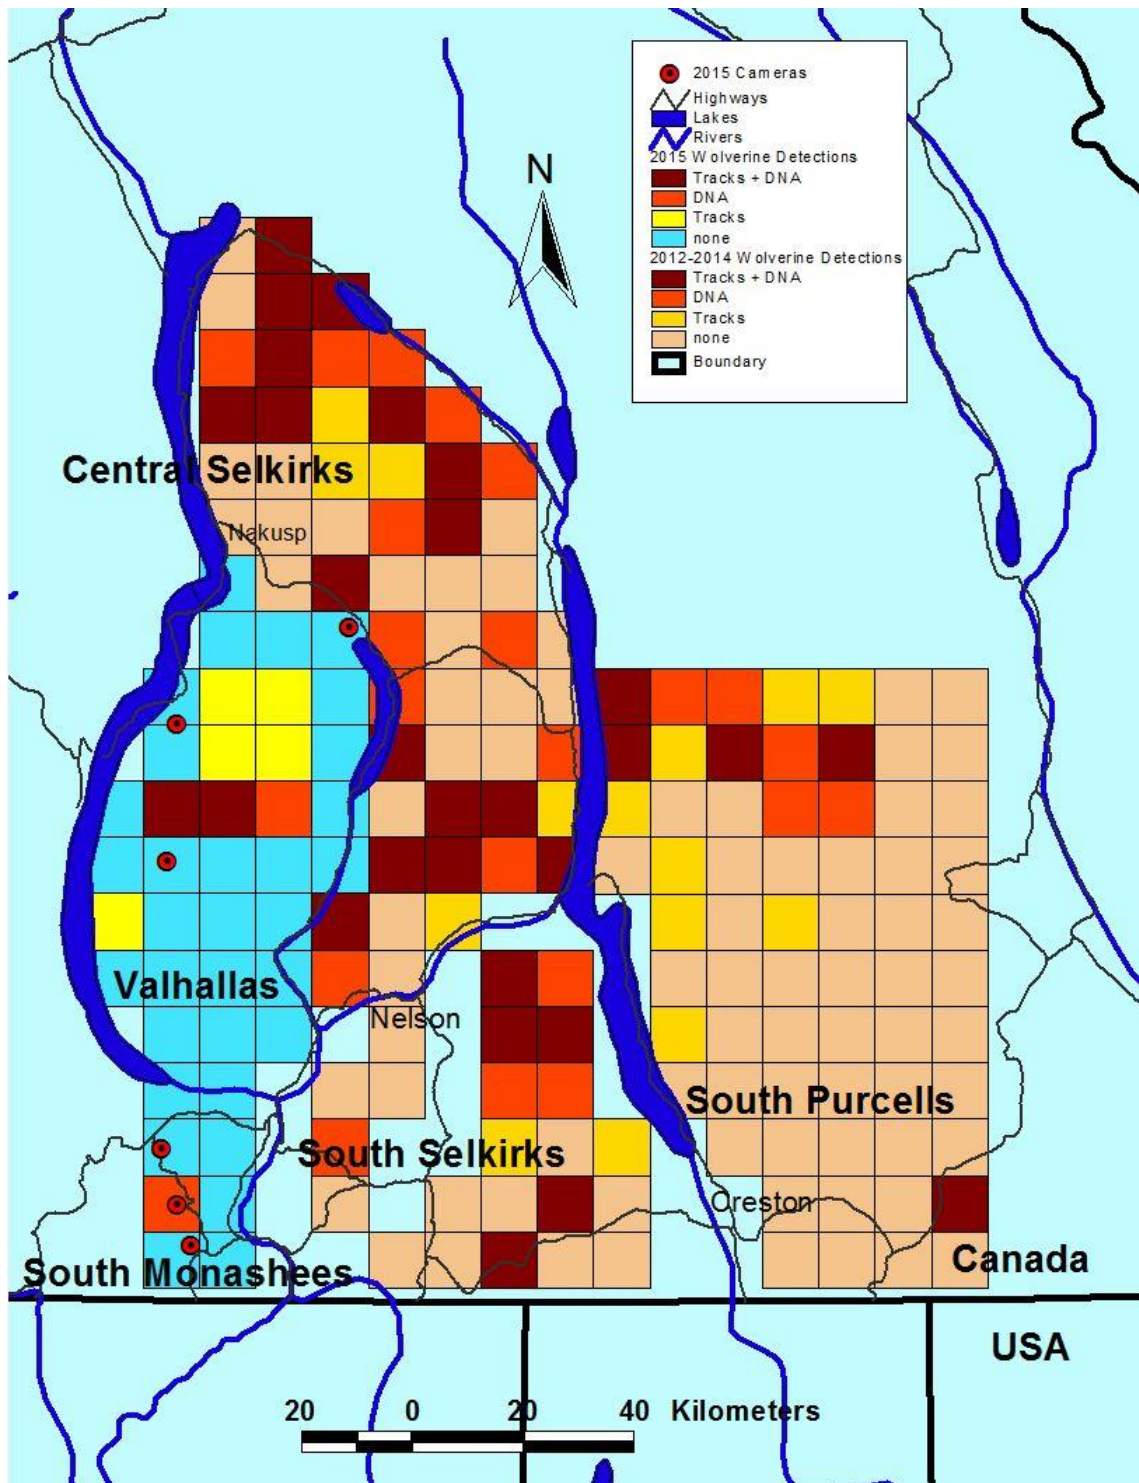 2015 Cameras
Highways
Lakes
Rivers
2015 Wolverine Detections
Tracks + DNA
DNA
Tracks
none
2012-2014 Wolverine Detections
Tracks + DNA
DNA
Tracks
none
Boundary
N
Central Selkirks
Nakusp
Valhallas
Nelson
South Purcells
South Selkirks
Creston
South Monashees
Canada
USA
20 0 20 40 Kilometers